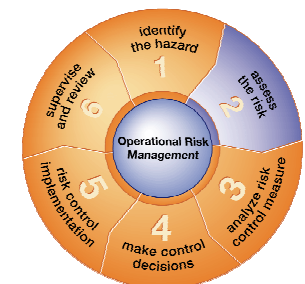 identify
the hazard
1
assess
the risk
2
3
analyze risk
control measure
4
make control
decisions
5
risk control
implementation
6
supervise
and review
Operational Risk
Management